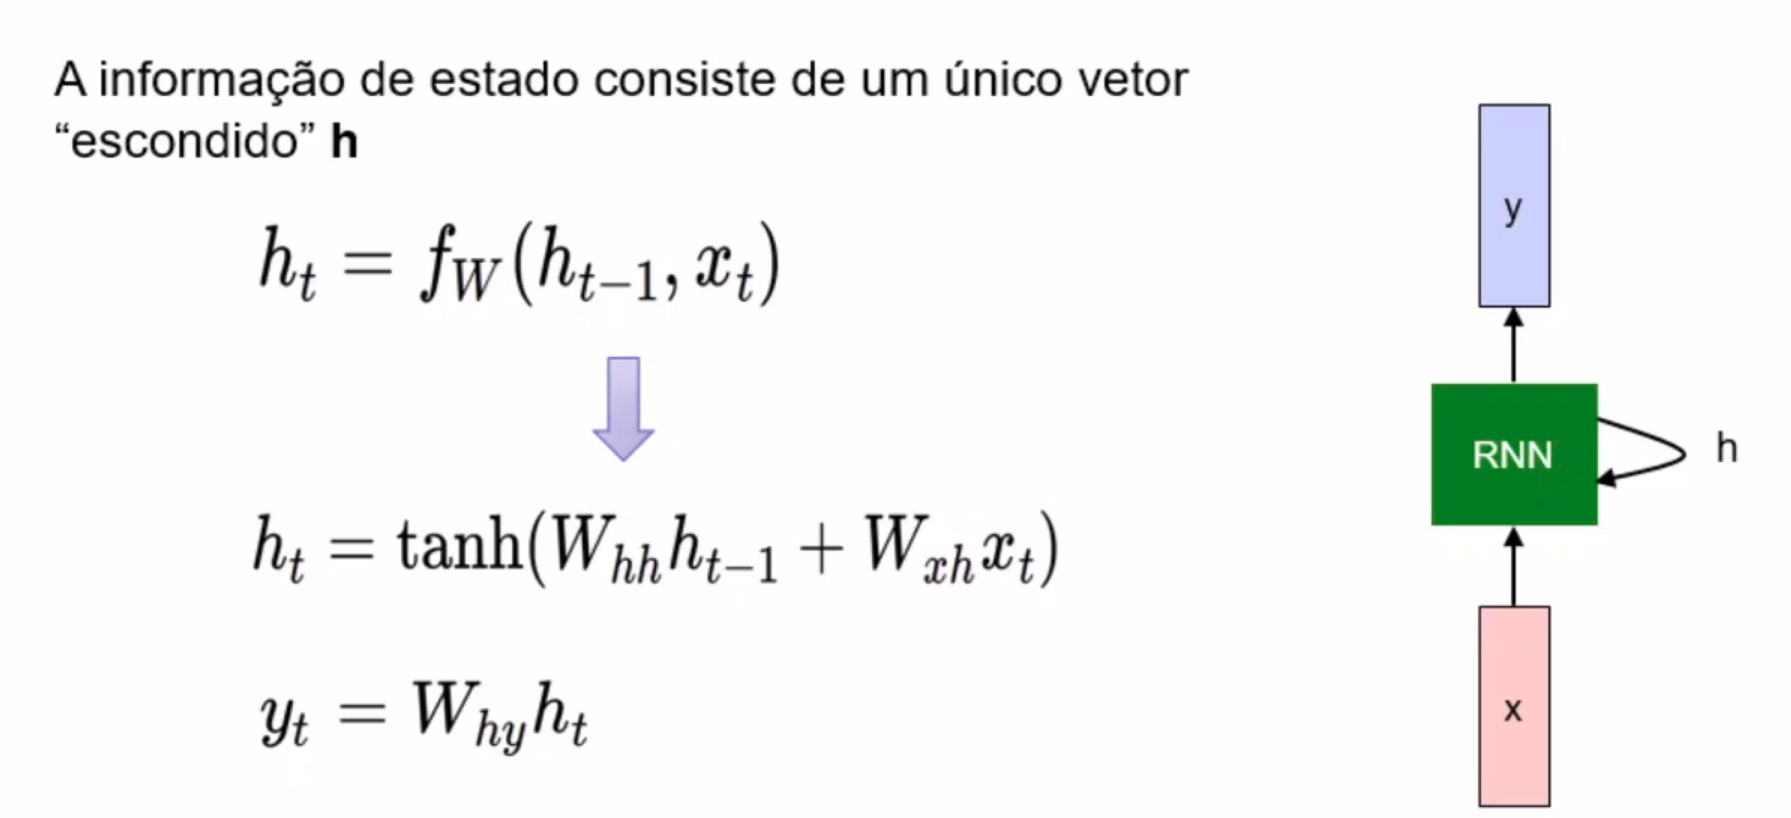 A informação de estado consiste de um único vetor
“escondido” h
h_t = f_W(h_{t−1}, x_t)
h_t = tanh(W_{hh}h_{t−1} + W_{xh}x_t)
y_t = W_{hy}h_t
y
RNN
h
x